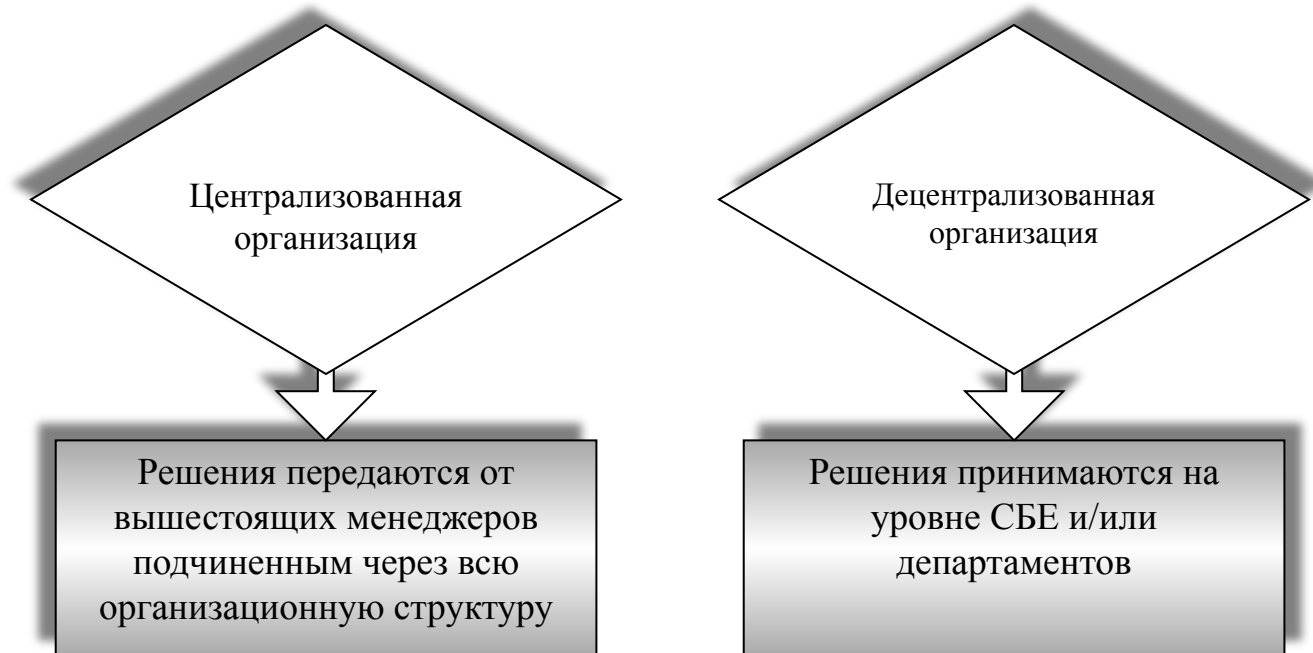 Централизованная
организация
Децентрализованная
организация
Решения передаются от
вышестоящих менеджеров
подчиненным через всю
организационную структуру
Решения принимаются на
уровне СБЕ и/или
департаментов